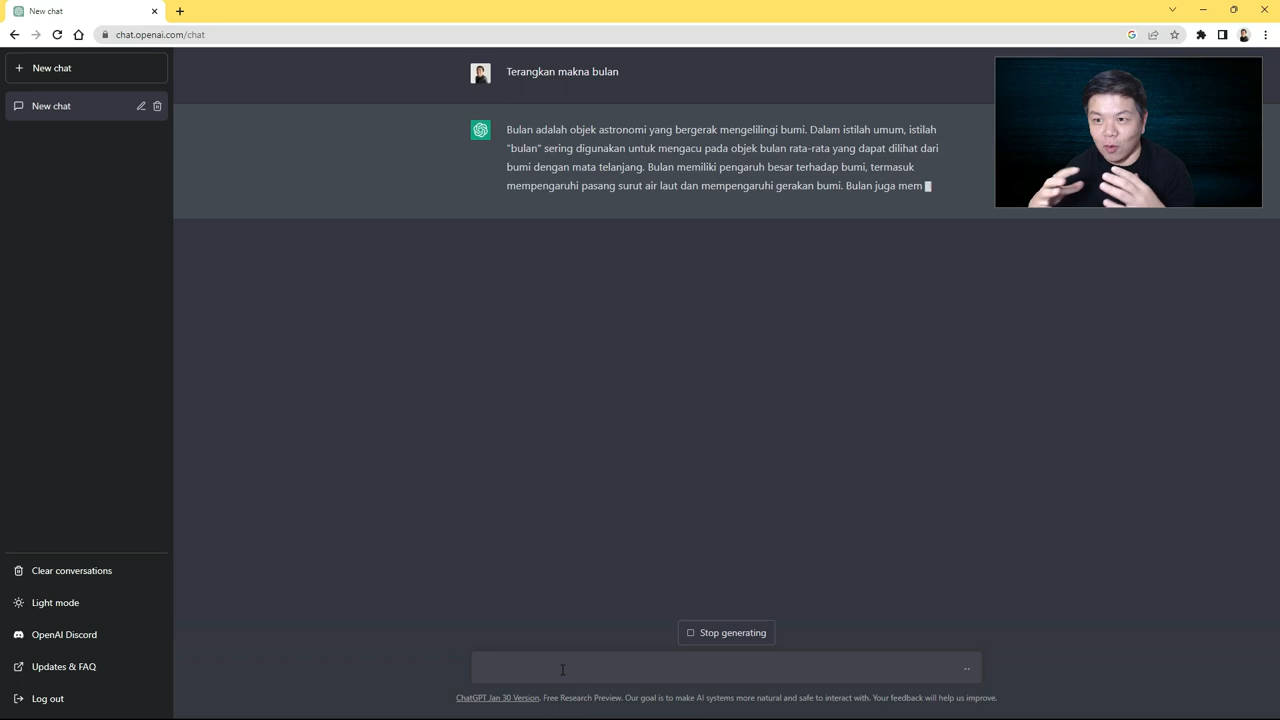 New chat
chat.openai.com/chat
New chat
New chat
Clear conversations
Light mode
OpenAI Discord
Updates & FAQ
Log out
Terangkan makna bulan
Bulan adalah objek astronomi yang bergerak mengelilingi bumi. Dalam istilah umum, istilah
"bulan" sering digunakan untuk mengacu pada objek bulan rata-rata yang dapat dilihat dari
bumi dengan mata telanjang. Bulan memiliki pengaruh besar terhadap bumi, termasuk
mempengaruhi pasang surut air laut dan mempengaruhi gerakan bumi. Bulan juga mem
Stop generating
ChatGPT Jan 30 Version. Free Research Preview. Our goal is to make AI systems more natural and safe to interact with. Your feedback will help us improve.